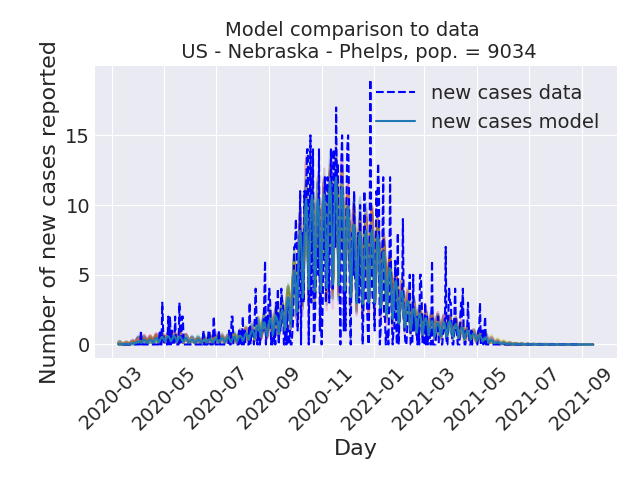 Model comparison to data
US - Nebraska - Phelps, pop. = 9034
Number of new cases reported
15
10
5
0
new cases data
new cases model
2020-03
2020-05
2020-07
2020-09
2020-11
2021-01
2021-03
2021-05
2021-07
2021-09
Day